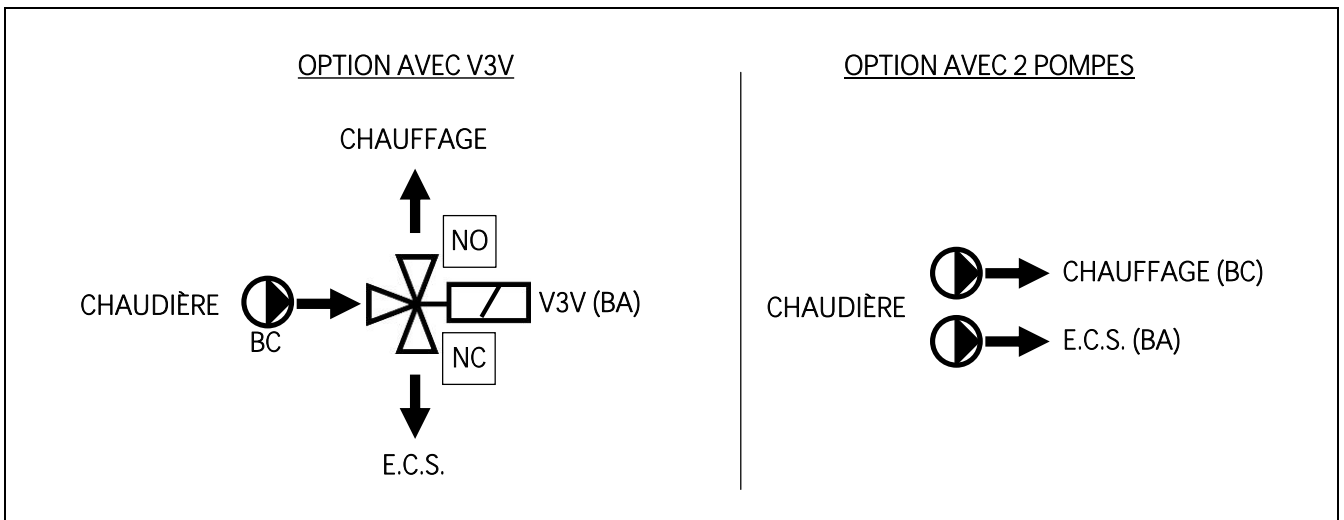 OPTION AVEC V3V
CHAUFFAGE
NO
CHAUDIÈRE
BC
V3V (BA)
NC
E.C.S.
OPTION AVEC 2 POMPES
CHAUDIÈRE
CHAUFFAGE (BC)
E.C.S. (BA)